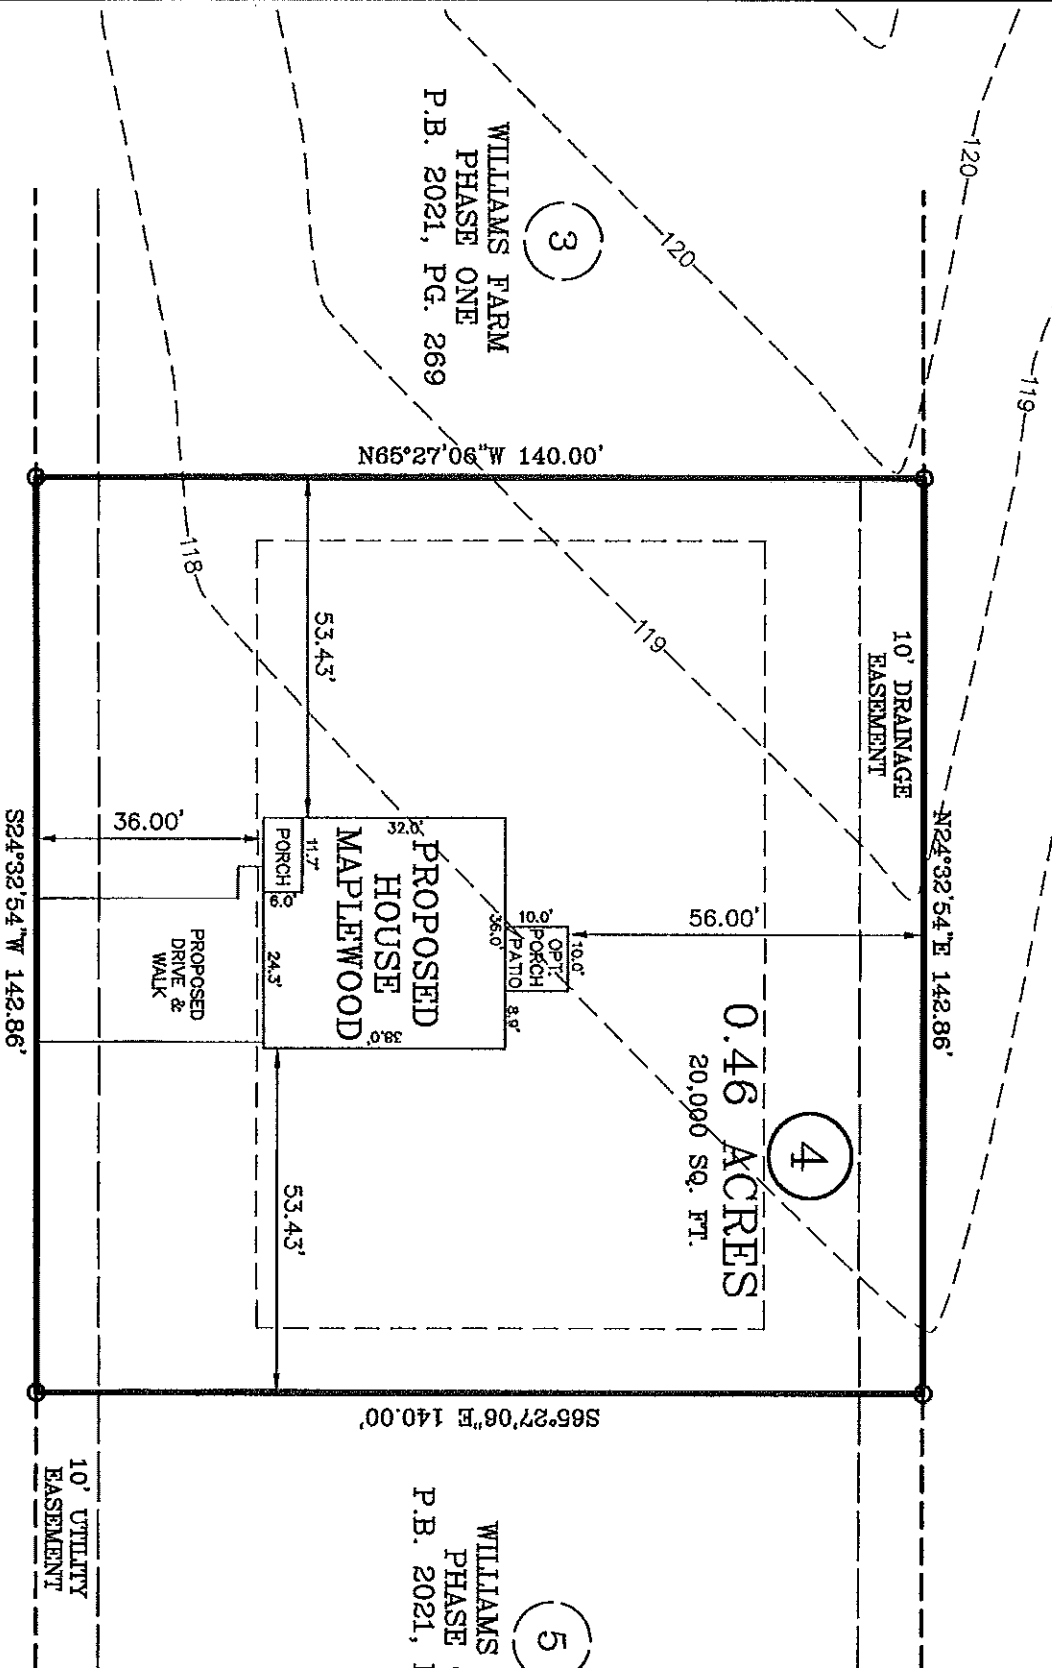 120
120
119
3
WILLIAMS FARM
PHASE ONE
P.B. 2021, PG. 269
N65°27'06"W 140.00'
10' DRAINAGE
EASEMENT
N24°32'54"E 142.86'
119
118
53.43'
56.00'
0.46 ACRES
20,000 SQ. FT.
4
10.0'
10.0'
OPT.
PORCH
PATIO
36.0'
8.9'
32.0'
PROPOSED
HOUSE
MAPLEWOOD
38.0'
11.7'
PORCH
6.0'
24.3'
36.00'
PROPOSED
DRIVE &
WALK
53.43'
S24°32'54"W 142.86'
S65°27'06"E 140.00'
5
WILLIAMS
PHASE
P.B. 2021,
10' UTILITY
EASEMENT